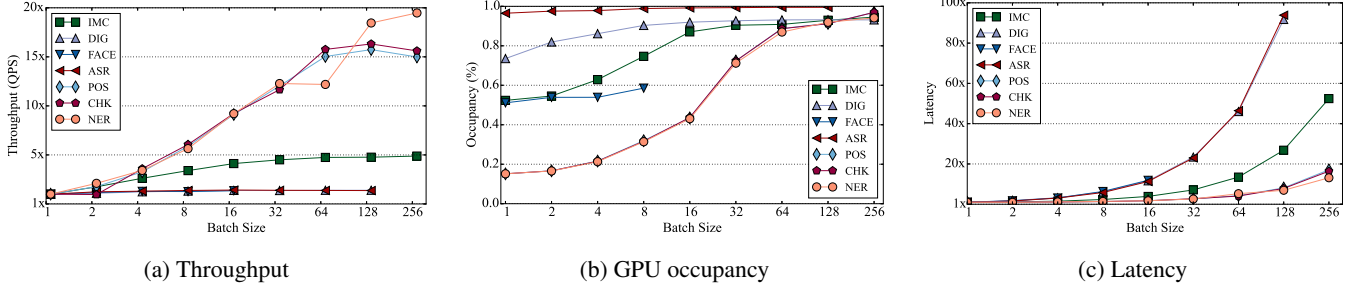 20x
15x
10x
5x
1x
Throughput (QPS)
IMC
DIG
FACE
ASR
POS
CHK
NER
1 2 4 8 16 32 64 128 256
Batch Size
(a) Throughput
1.0
0.8
0.6
0.4
0.2
0.0
Occupancy (%)
IMC
DIG
FACE
ASR
POS
CHK
NER
1 2 4 8 16 32 64 128 256
Batch Size
(b) GPU occupancy
100x
80x
60x
40x
20x
1x
Latency
IMC
DIG
FACE
ASR
POS
CHK
NER
1 2 4 8 16 32 64 128 256
Batch Size
(c) Latency